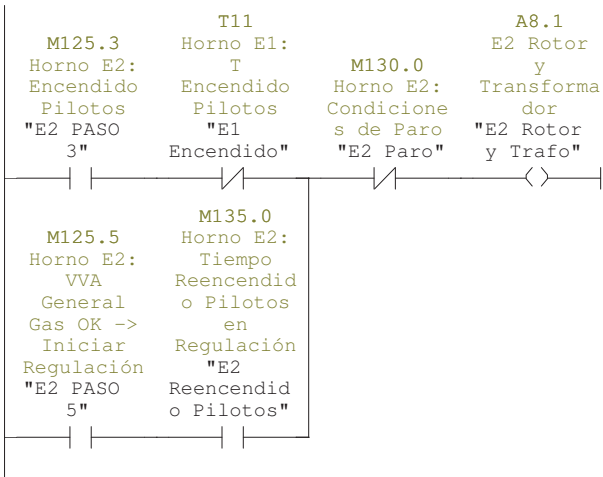 M125.3
Horno E2:
Encendido
Pilotos
"E2 PASO
3"
T11
Horno E1:
T
Encendido
Pilotos
"E1
Encendido"
M130.0
Horno E2:
Condicione
s de Paro
"E2 Paro"
A8.1
E2 Rotor
y
Transforma
dor
"E2 Rotor
y Trafo"
M125.5
Horno E2:
VVA
General
Gas OK ->
Iniciar
Regulación
"E2 PASO
5"
M135.0
Horno E2:
Tiempo
Reencendid
o Pilotos
en
Regulación
"E2
Reencendid
o Pilotos"